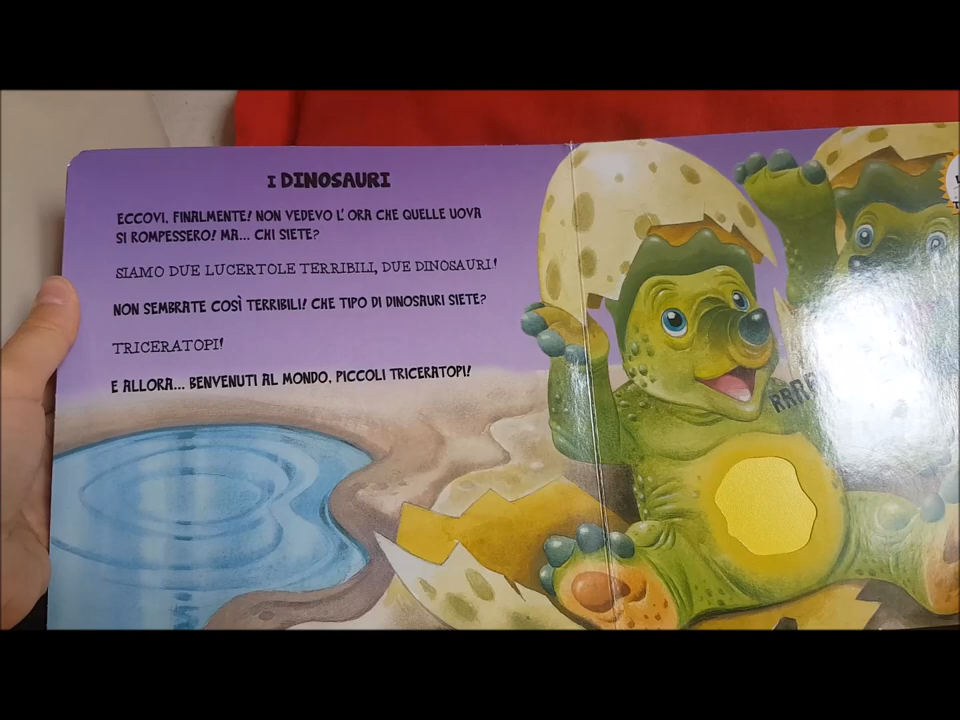 I DINOSAURI
ECCOVI, FINALMENTE! NON VEDEVO L'ORA CHE QUELLE UOVA
SI ROMPESSERO! MA... CHI SIETE?
SIAMO DUE LUCERTOLE TERRIBILI, DUE DINOSAURI!
NON SEMBRATE COSÌ TERRIBILI! CHE TIPO DI DINOSAURI SIETE?
TRICERATOPI!
E ALLORA... BENVENUTI AL MONDO, PICCOLI TRICERATOPI!